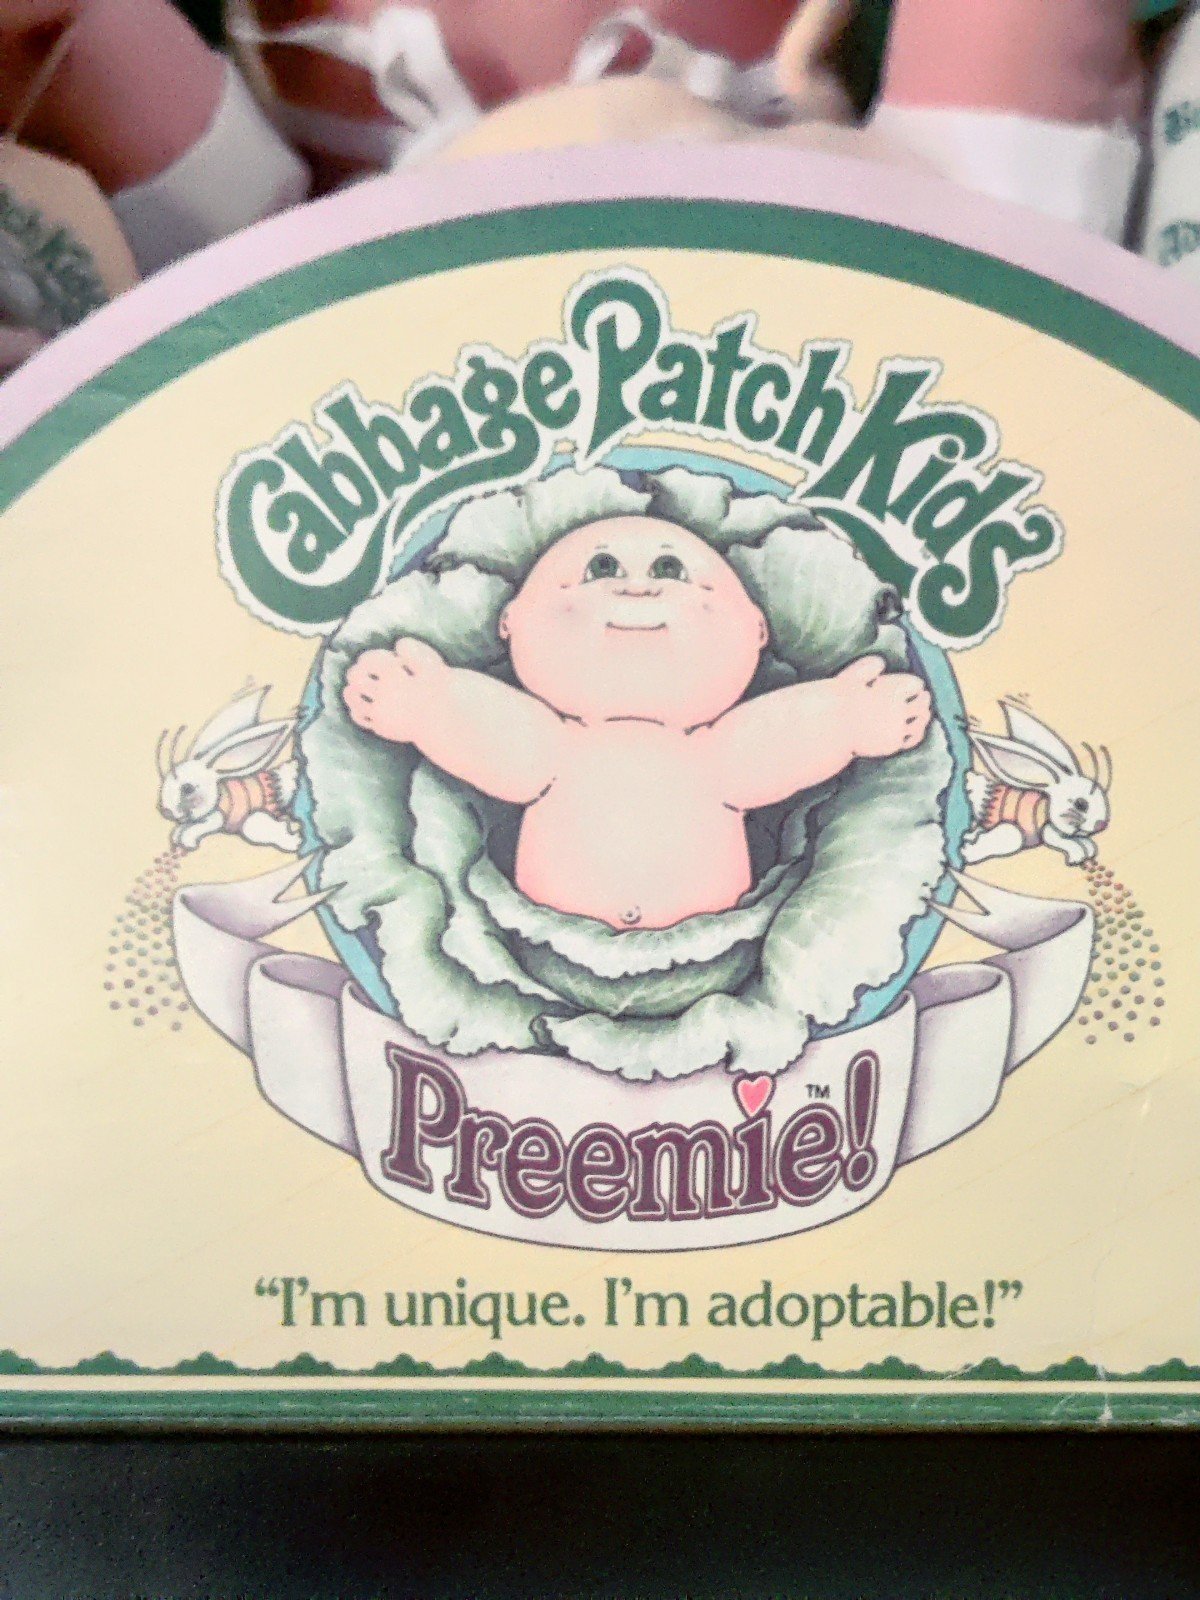 Cabbage Patch Kids
Preemie!™
“I'm unique. I'm adoptable!”